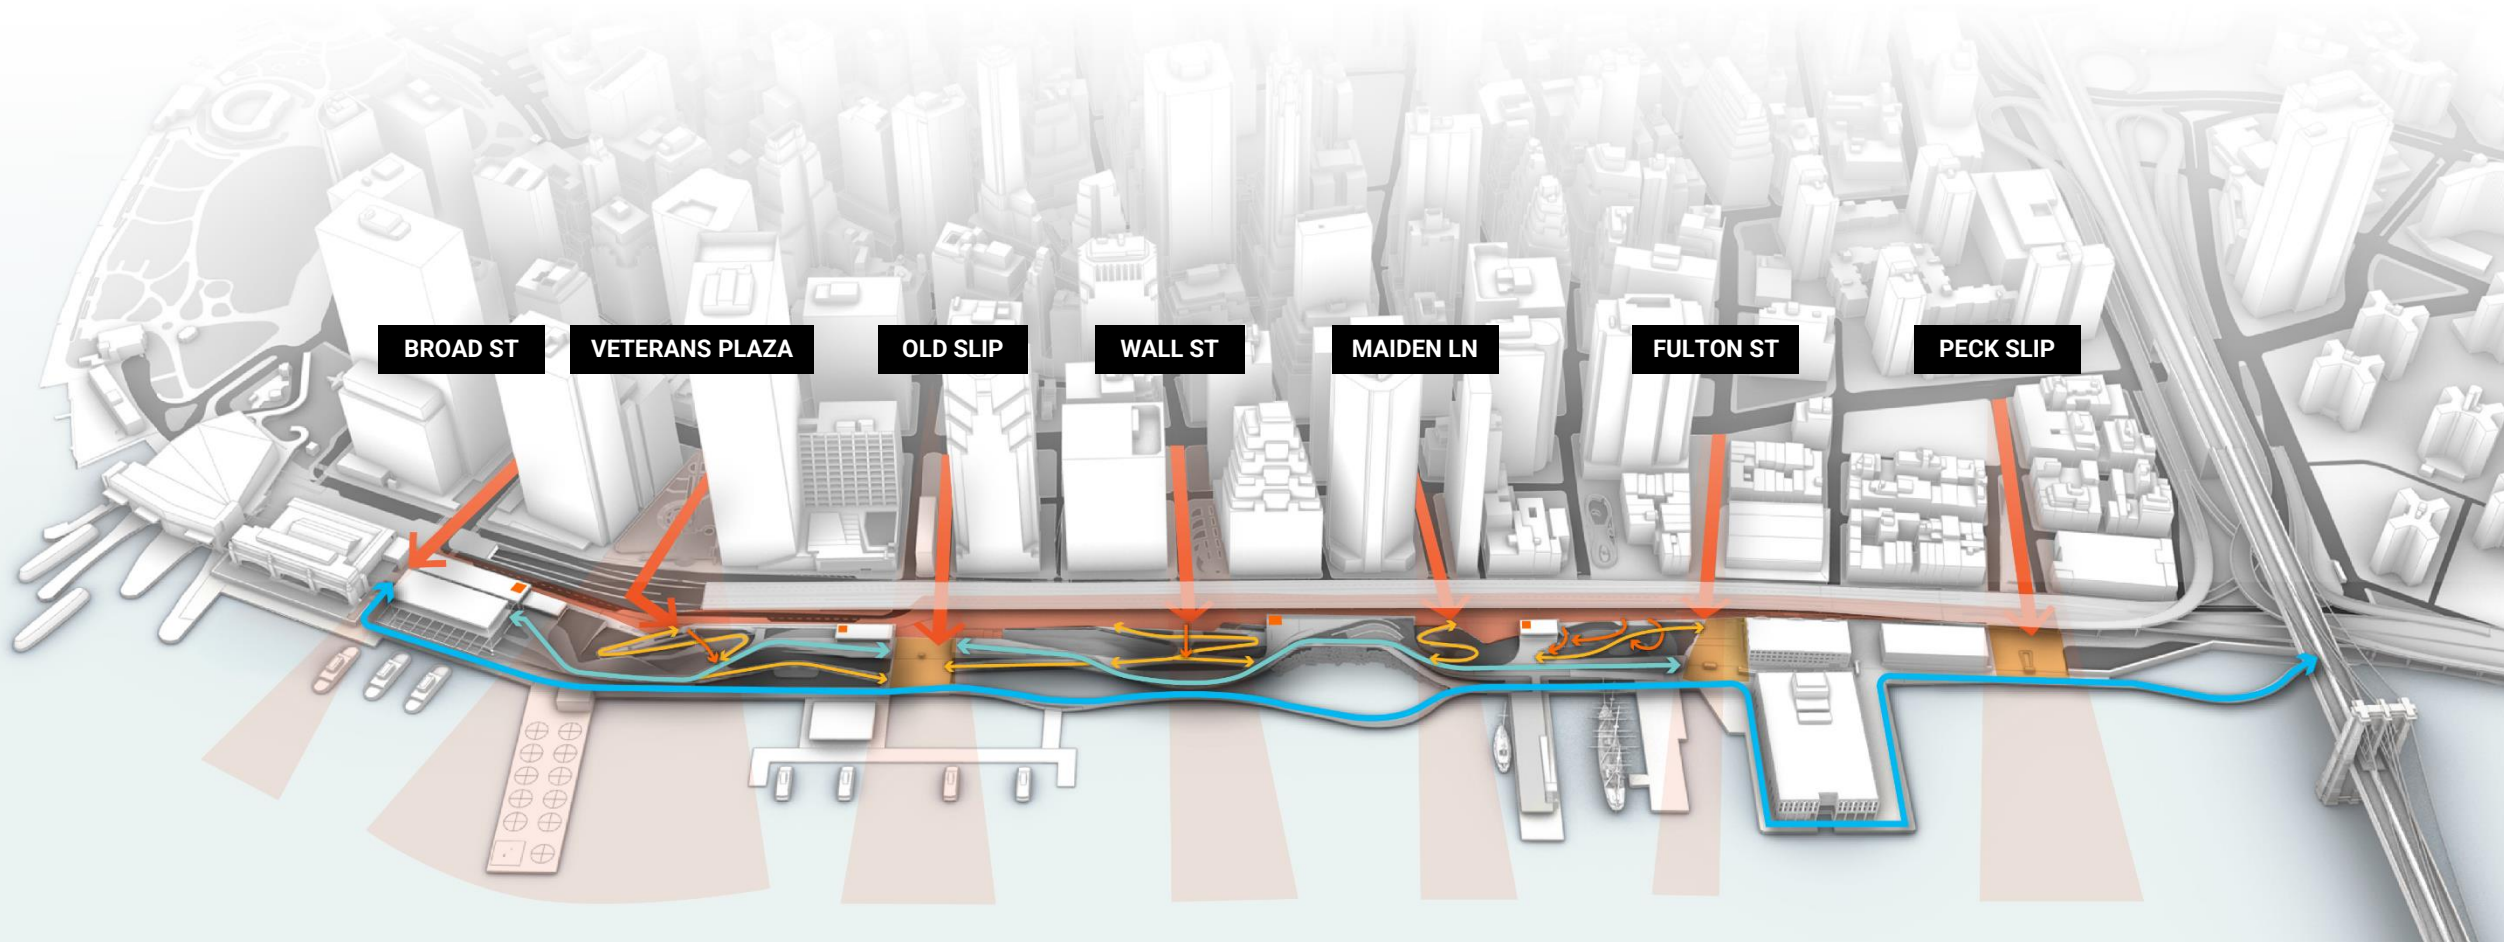 BROAD ST
VETERANS PLAZA
OLD SLIP
WALL ST
MAIDEN LN
FULTON ST
PECK SLIP